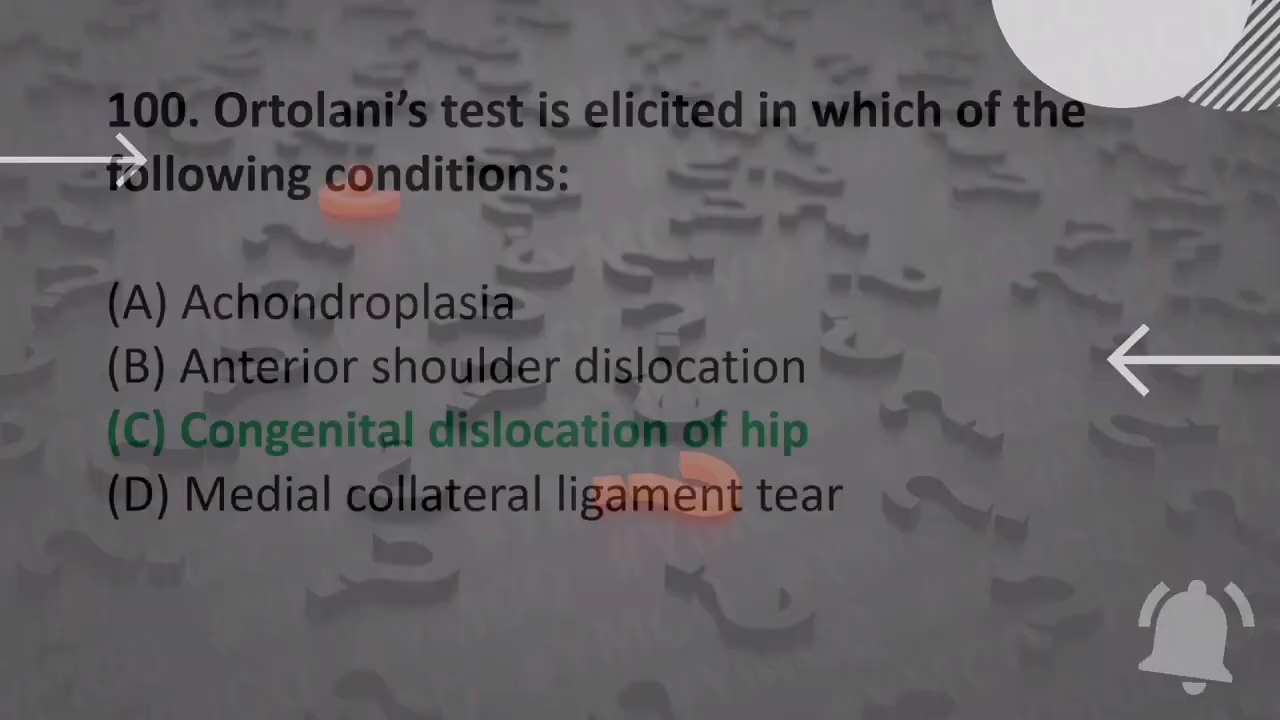 100. Ortolani’s test is elicited in which of the
following conditions:
(A) Achondroplasia
(B) Anterior shoulder dislocation
(C) Congenital dislocation of hip
(D) Medial collateral ligament tear